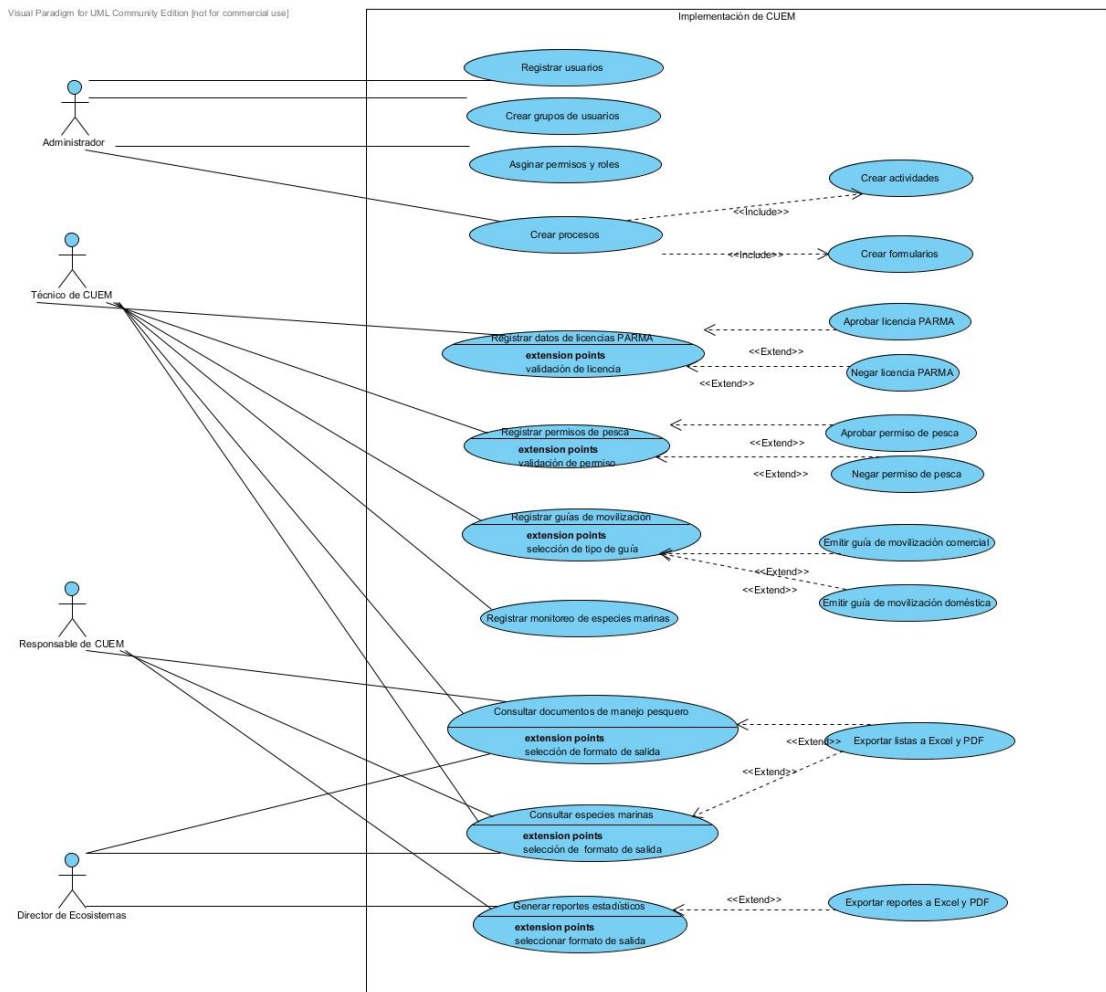 Visual Paradigm for UML Community Edition [not for commercial use]
Implementación de CUEM
Registrar usuarios
Crear grupos de usuarios
Administrador
Asginar permisos y roles
Crear actividades
<<Include>>
Crear procesos
<<Include>>
Crear formularios
Técnico de CUEM
Aprobar licencia PARMA
Registrar datos de licencias PARMA
extension points
validación de licencia
<<Extend>>
Negar licencia PARMA
<<Extend>>
Registrar permisos de pesca
extension points
validación de permiso
Aprobar permiso de pesca
<<Extend>>
Negar permiso de pesca
<<Extend>>
Registrar guías de movilización
extension points
selección de tipo de guía
Emitir guía de movilización comercial
<<Extend>>
<<Extend>>
Emitir guía de movilización doméstica
Registrar monitoreo de especies marinas
Responsable de CUEM
Consultar documentos de manejo pesquero
extension points
selección de formato de salida
<<Extend>>
Exportar listas a Excel y PDF
<<Extend>>
Consultar especies marinas
extension points
selección de formato de salida
Director de Ecosistemas
Generar reportes estadísticos
extension points
seleccionar formato de salida
<<Extend>>
Exportar reportes a Excel y PDF